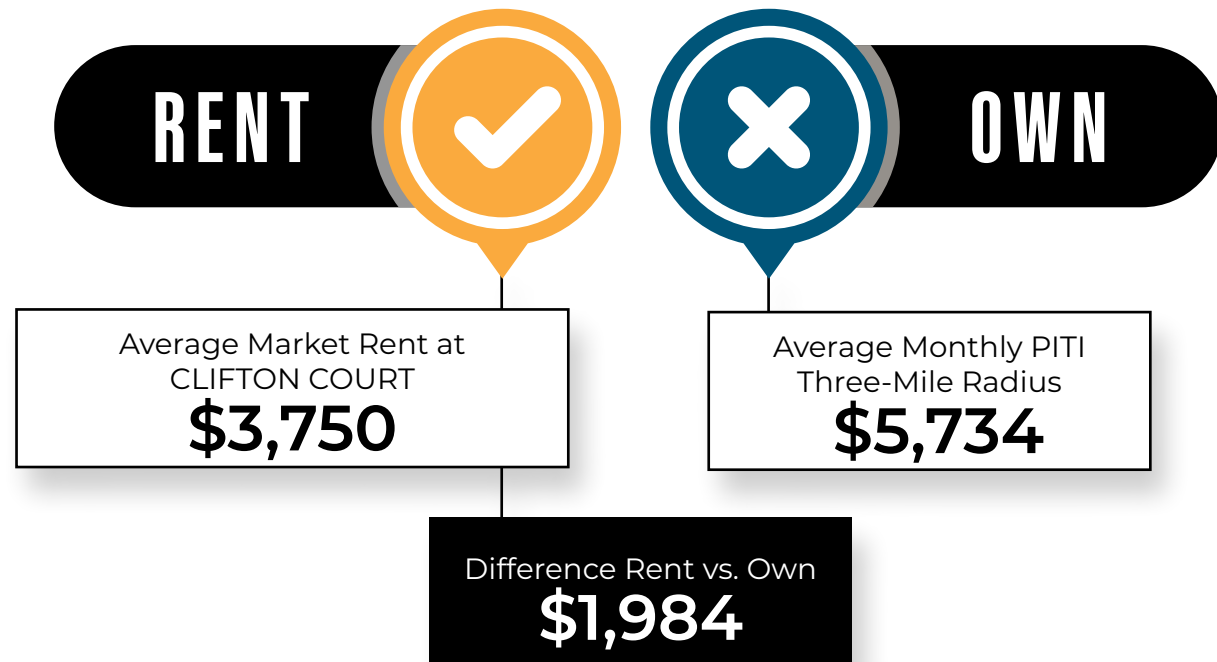 RENT
OWN
Average Market Rent at
CLIFTON COURT
$3,750
Average Monthly PITI
Three-Mile Radius
$5,734
Difference Rent vs. Own
$1,984